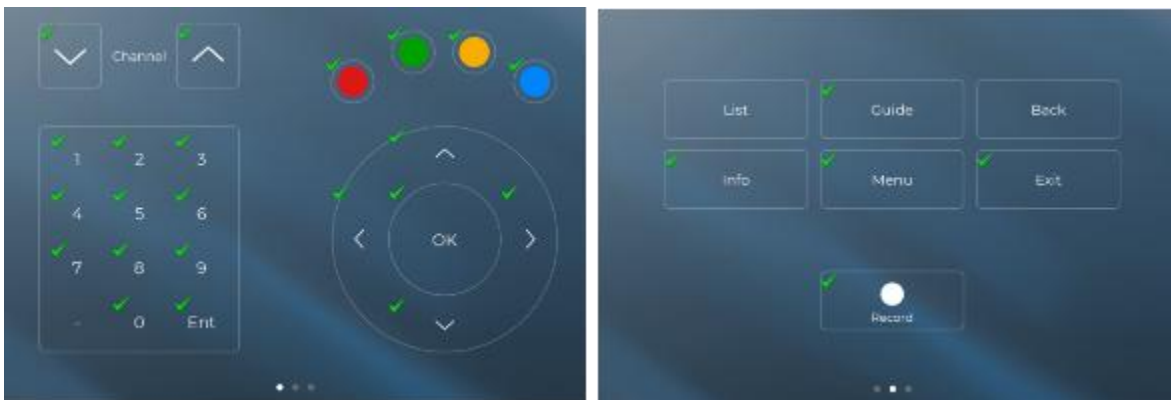 Channel
1 2 3
4 5 6
7 8 9
- 0 Ent
OK
List Guide Back
Info Menu Exit
Record